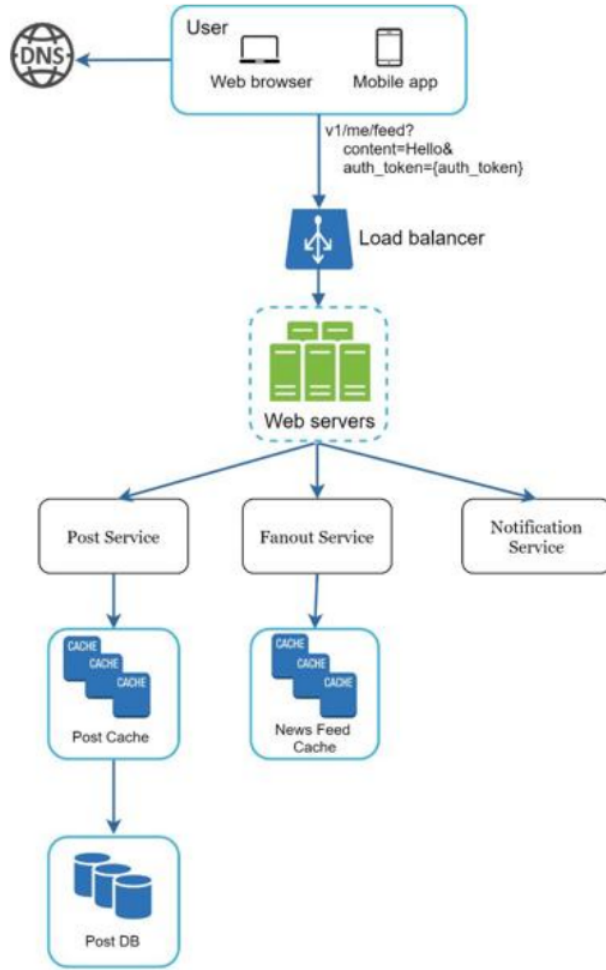 User
DNS
Web browser
Mobile app
v1/me/feed?
content=Hello&
auth_token={auth_token}
Load balancer
Web servers
Post Service
Fanout Service
Notification
Service
CACHE
CACHE
CACHE
Post Cache
CACHE
CACHE
CACHE
News Feed
Cache
Post DB